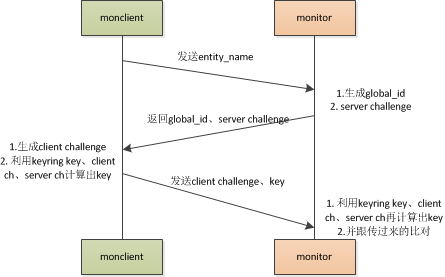 monclient
monitor
发送entity_name
1.生成global_id
2. server challenge
返回global_id、server challenge
1.生成client challenge
2. 利用keyring key、client
ch、server ch计算出key
发送client challenge、key
1. 利用keyring key、client
ch、server ch再计算出key
2.并跟传过来的比对
monclient
monitor